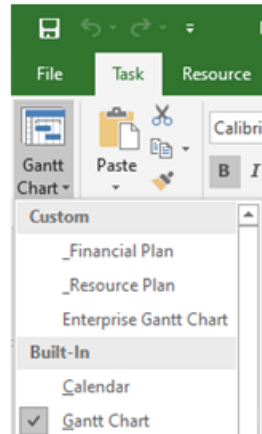 File Task Resource
Gantt Chart
Paste
Calibri
B I
Custom
_Financial Plan
_Resource Plan
Enterprise Gantt Chart
Built-In
Calendar
Gantt Chart